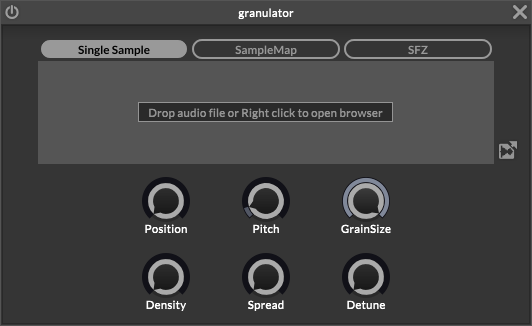 granulator
Single Sample SampleMap SFZ
Drop audio file or Right click to open browser
Position Pitch GrainSize
Density Spread Detune